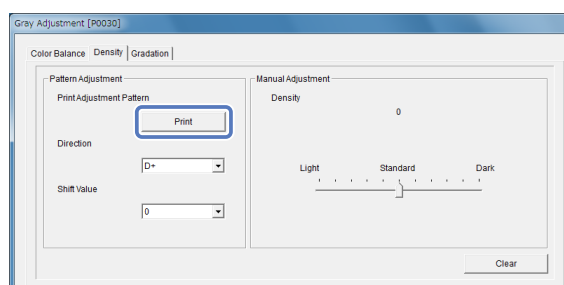 Gray Adjustment [P0030]
Color Balance Density Gradation
Pattern Adjustment
Print Adjustment Pattern
Print
Direction
D+
Shift Value
0
Manual Adjustment
Density
0
Light Standard Dark
Clear